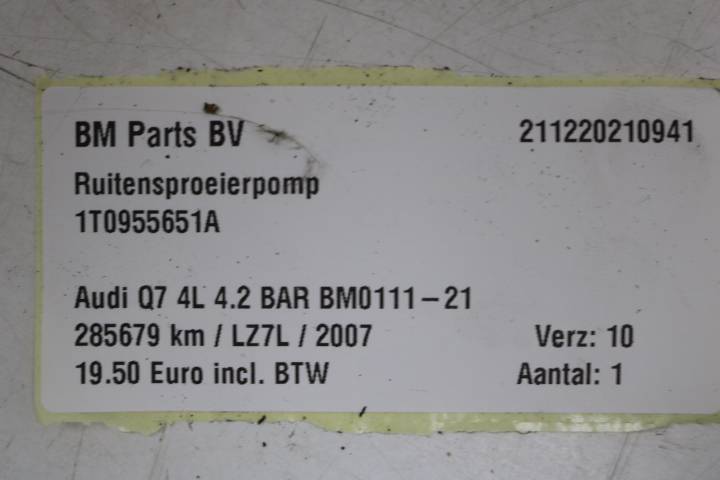 BM Parts BV 211220210941
Ruitensproeierpomp
1T0955651A
Audi Q7 4L 4.2 BAR BM0111-21
285679 km / LZ7L / 2007 Verz: 10
19.50 Euro incl. BTW Aantal: 1